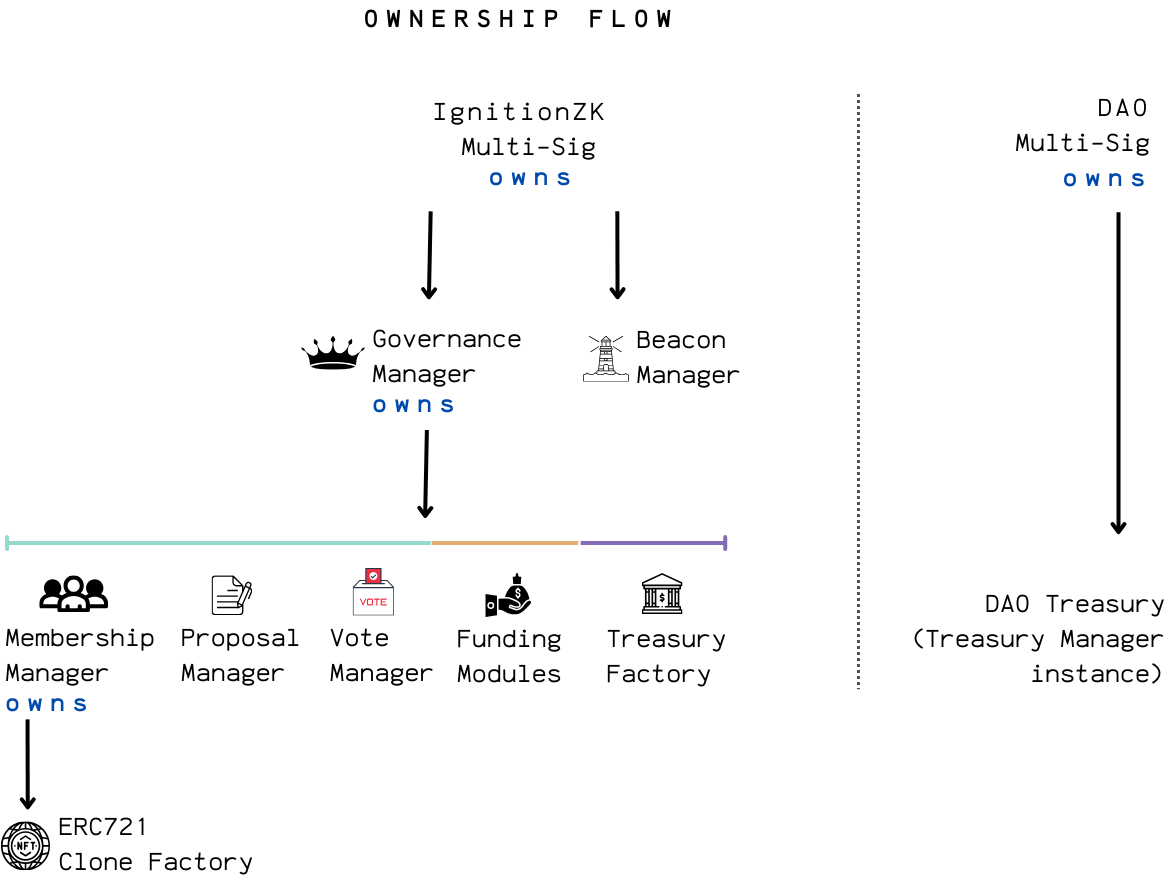 OWNERSHIP FLOW
IgnitionZK
Multi-Sig
owns
Governance
Manager
owns
Beacon
Manager
Membership
Manager
owns
Proposal
Manager
VOTE
Vote
Manager
$
Funding
Modules
$
Treasury
Factory
NFT
ERC721
Clone Factory
DAO
Multi-Sig
owns
DAO Treasury
(Treasury Manager
instance)